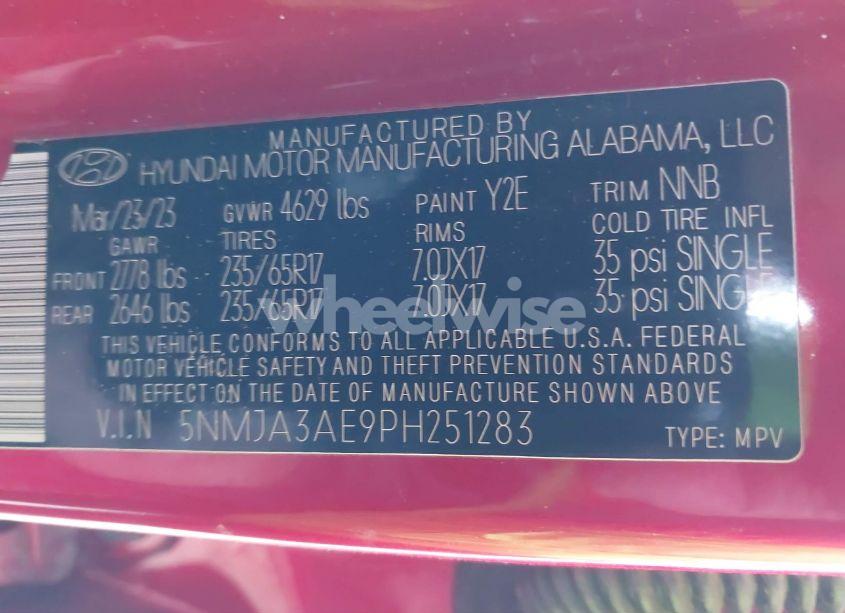 MANUFACTURED BY
HYUNDAI MOTOR MANUFACTURING ALABAMA, LLC
Mar/23/23 GVWR 4629 lbs PAINT Y2E TRIM NNB
GAWR TIRES RIMS COLD TIRE INFL
FRONT 2778 lbs 235/65R17 7.0JX17 35 psi SINGLE
REAR 2646 lbs 235/65R17 7.0JX17 35 psi SINGLE
wheelwise
THIS VEHICLE CONFORMS TO ALL APPLICABLE U.S.A. FEDERAL
MOTOR VEHICLE SAFETY AND THEFT PREVENTION STANDARDS
IN EFFECT ON THE DATE OF MANUFACTURE SHOWN ABOVE
V.I.N 5NMJA3AE9PH251283 TYPE: MPV